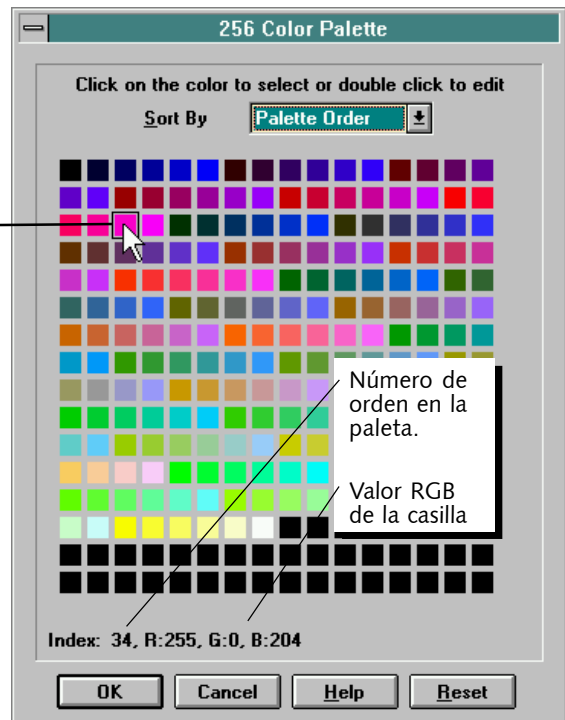 256 Color Palette
Click on the color to select or double click to edit
Sort By Palette Order
Número de
orden en la
paleta.
Valor RGB
de la casilla
Index: 34, R:255, G:0, B:204
OK Cancel Help Reset